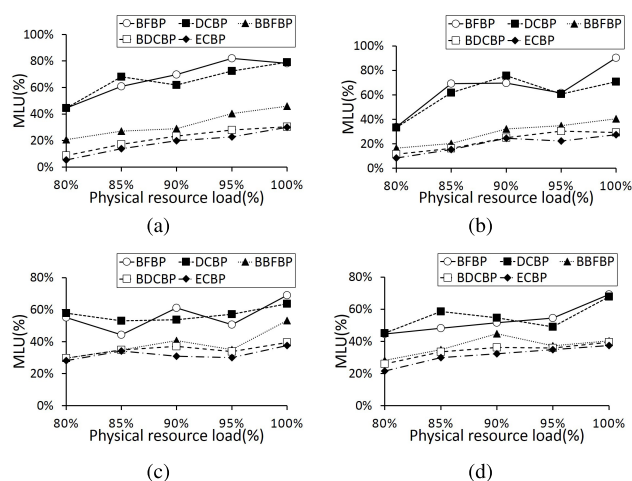 BFBP DCBP BBFBP
BDCBP ECBP
100%
80%
60%
40%
20%
0%
MLU(%)
80% 85% 90% 95% 100%
Physical resource load(%)
(a)
BFBP DCBP BBFBP
BDCBP ECBP
100%
80%
60%
40%
20%
0%
MLU(%)
80% 85% 90% 95% 100%
Physical resource load(%)
(b)
BFBP DCBP BBFBP
BDCBP ECBP
80%
60%
40%
20%
0%
MLU(%)
80% 85% 90% 95% 100%
Physical resource load(%)
(c)
BFBP DCBP BBFBP
BDCBP ECBP
80%
60%
40%
20%
0%
MLU(%)
80% 85% 90% 95% 100%
Physical resource load(%)
(d)